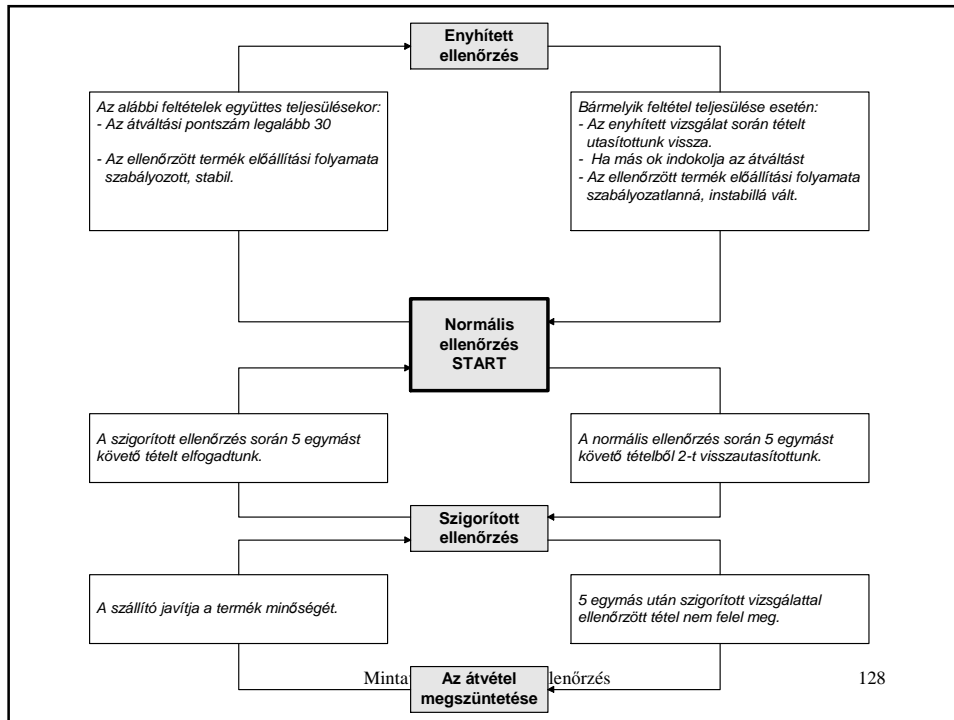 Enyhített
ellenőrzés
Az alábbi feltételek együttes teljesülésekor:
- Az átváltási pontszám legalább 30
- Az ellenőrzött termék előállítási folyamata
szabályozott, stabil.
Bármelyik feltétel teljesülése esetén:
- Az enyhített vizsgálat során tételt
utasítottunk vissza.
- Ha más ok indokolja az átváltást
- Az ellenőrzött termék előállítási folyamata
szabályozatlanná, instabillá vált.
Normális
ellenőrzés
START
A szigorított ellenőrzés során 5 egymást
követő tételt elfogadtunk.
A normális ellenőrzés során 5 egymást
követő tételből 2-t visszautasítottunk.
Szigorított
ellenőrzés
A szállító javítja a termék minőségét.
5 egymás után szigorított vizsgálattal
ellenőrzött tétel nem felel meg.
Az átvétel
megszüntetése
Minta lenőrzés
128